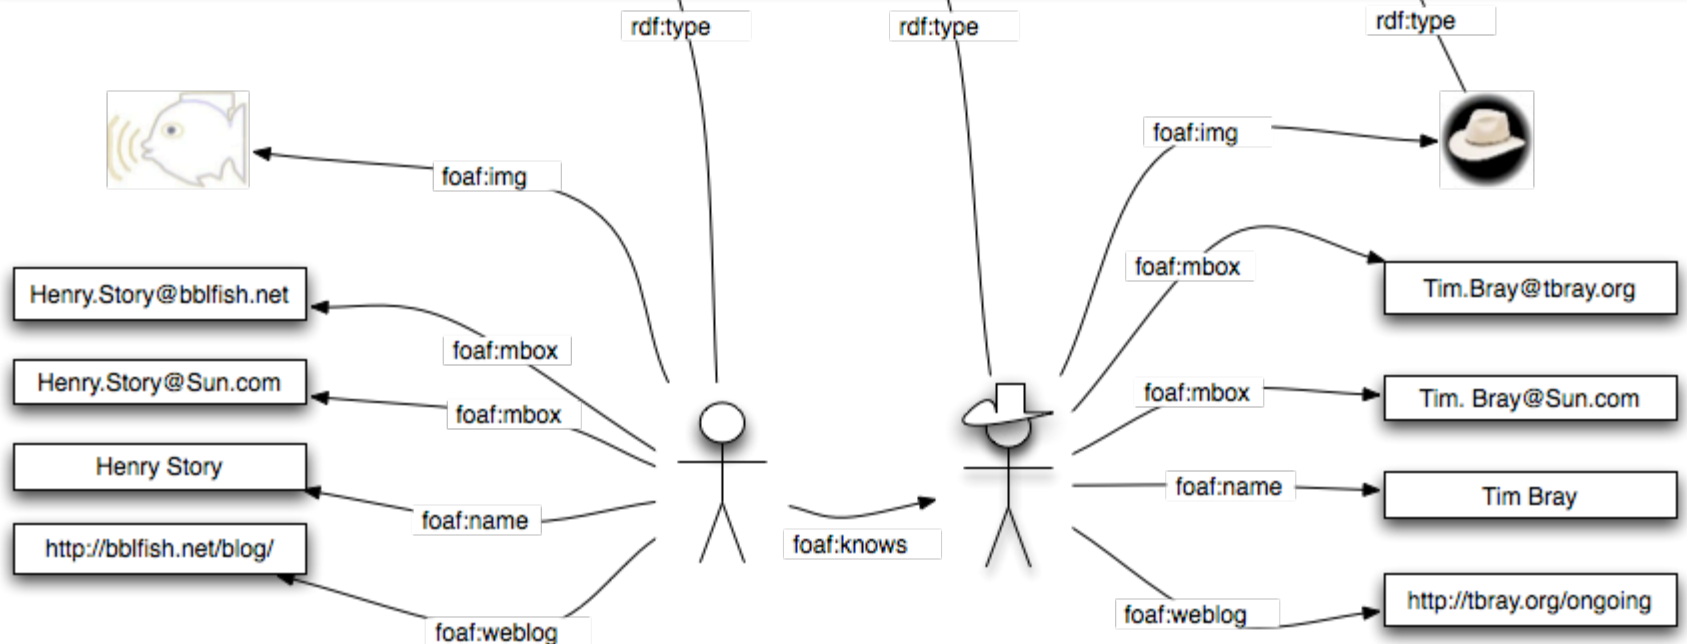 rdf:type
rdf:type
rdf:type
foaf:img
foaf:img
foaf:mbox
Henry.Story@bblfish.net
Tim.Bray@tbray.org
foaf:mbox
Henry.Story@Sun.com
foaf:mbox
Tim. Bray@Sun.com
foaf:mbox
Henry Story
foaf:name
Tim Bray
foaf:name
http://bblfish.net/blog/
foaf:knows
foaf:weblog
http://tbray.org/ongoing
foaf:weblog